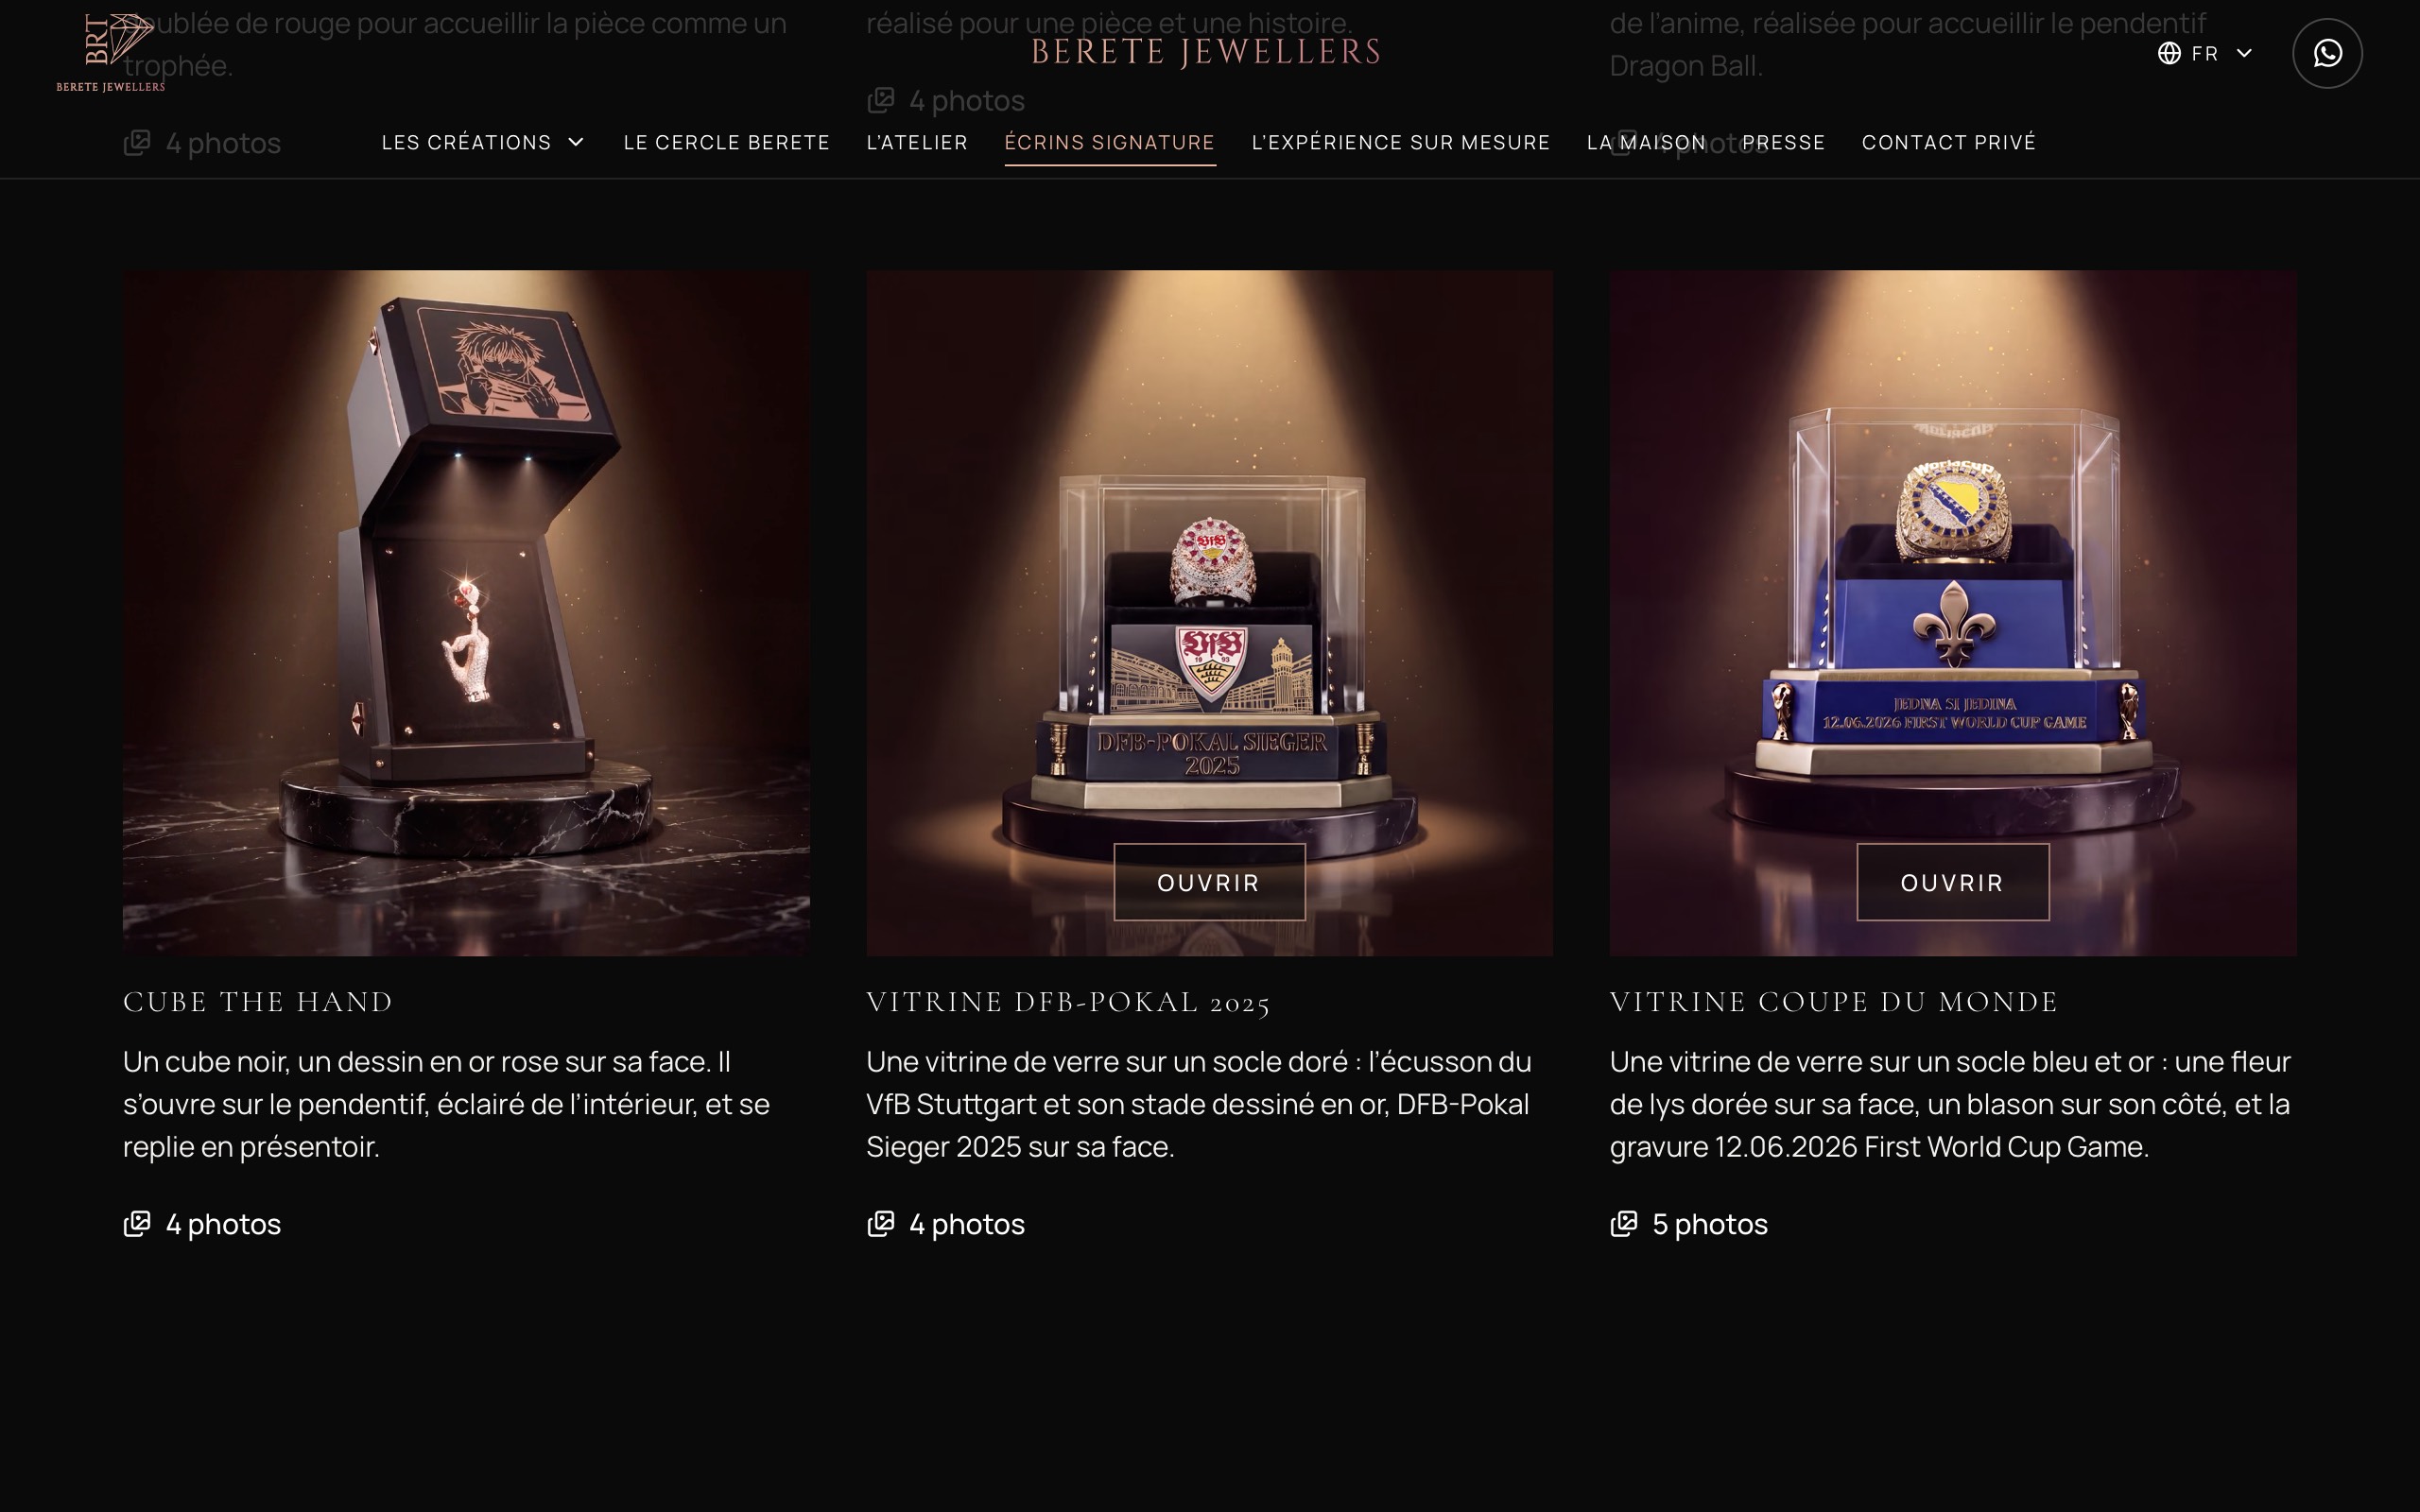 doublée de rouge pour accueillir la pièce comme un
trophée.
4 photos
réalisé pour une pièce et une histoire.
4 photos
de l’anime, réalisée pour accueillir le pendentif
Dragon Ball.
4 photos
BRT
BERETE JEWELLERS
BERETE JEWELLERS
FR
LES CRÉATIONS
LE CERCLE BERETE
L’ATELIER
ÉCRINS SIGNATURE
L’EXPÉRIENCE SUR MESURE
LA MAISON
PRESSE
CONTACT PRIVÉ
VfB
VfB
1893
DFB-POKAL SIEGER
2025
OUVRIR
WORLDCUP
JEDNA SI JEDINA
12.06.2026 FIRST WORLD CUP GAME
OUVRIR
CUBE THE HAND
Un cube noir, un dessin en or rose sur sa face. Il
s’ouvre sur le pendentif, éclairé de l’intérieur, et se
replie en présentoir.
4 photos
VITRINE DFB-POKAL 2025
Une vitrine de verre sur un socle doré : l’écusson du
VfB Stuttgart et son stade dessiné en or, DFB-Pokal
Sieger 2025 sur sa face.
4 photos
VITRINE COUPE DU MONDE
Une vitrine de verre sur un socle bleu et or : une fleur
de lys dorée sur sa face, un blason sur son côté, et la
gravure 12.06.2026 First World Cup Game.
5 photos